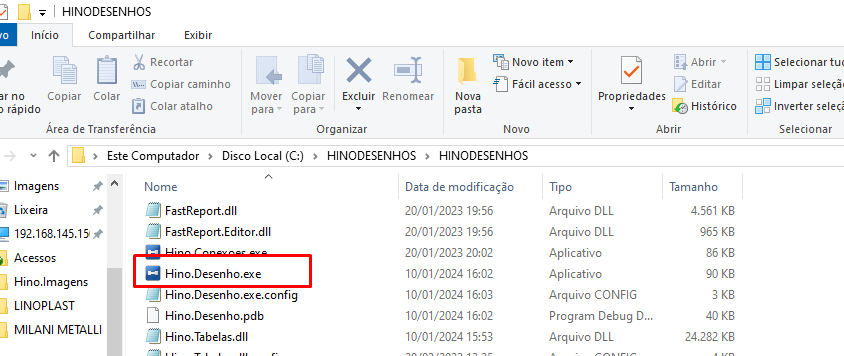 HINODESENHOS
Início Compartilhar Exibir
Copiar Colar Recortar Copiar caminho Colar atalho
o rápido
Área de Transferência
Mover para Copiar para Excluir Renomear
Organizar
Nova pasta Novo item Fácil acesso
Novo
Propriedades Abrir Editar Histórico
Abrir
Selecionar tud
Limpar seleção
Inverter seleç
Selecionar
Este Computador Disco Local (C:) HINODESENHOS HINODESENHOS
Imagens
Lixeira
192.168.145.15
Acessos
Hino.Imagens
LINOPLAST
MILANI METALLI
Nome Data de modificação Tipo Tamanho
FastReport.dll 20/01/2023 19:56 Arquivo DLL 4.561 KB
FastReport.Editor.dll 20/01/2023 19:56 Arquivo DLL 965 KB
Hino.Conexoes.exe 20/01/2023 20:02 Aplicativo 86 KB
Hino.Desenho.exe 10/01/2024 16:02 Aplicativo 90 KB
Hino.Desenho.exe.config 10/01/2024 16:03 Arquivo CONFIG 3 KB
Hino.Desenho.pdb 10/01/2024 16:02 Program Debug D... 40 KB
Hino.Tabelas.dll 10/01/2024 15:53 Arquivo DLL 24.282 KB